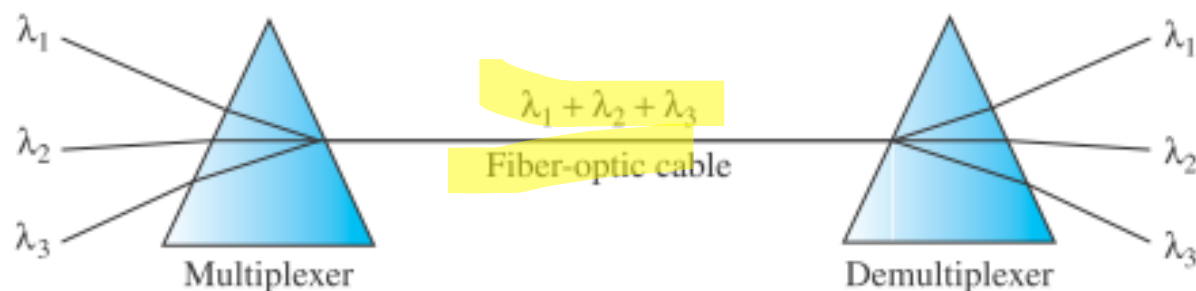 λ₁
λ₂
λ₃
Multiplexer
λ₁ + λ₂ + λ₃
Fiber-optic cable
Demultiplexer
λ₁
λ₂
λ₃